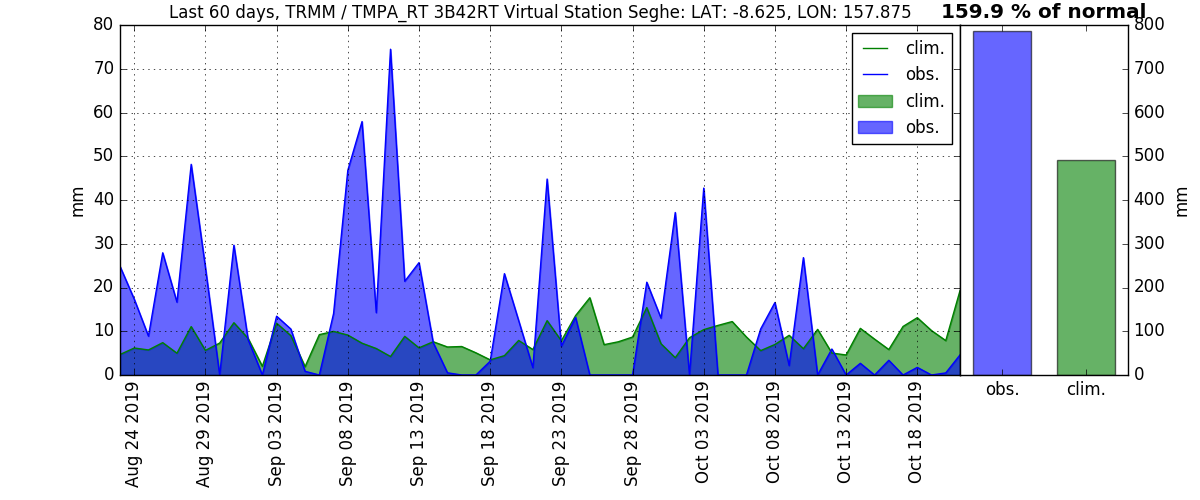 Last 60 days, TRMM / TMPA_RT 3B42RT Virtual Station Seghe: LAT: -8.625, LON: 157.875
159.9 % of normal
80
70
60
50
40
30
20
10
0
mm
clim.
obs.
clim.
obs.
800
700
600
500
400
300
200
100
0
mm
Aug 24 2019
Aug 29 2019
Sep 03 2019
Sep 08 2019
Sep 13 2019
Sep 18 2019
Sep 23 2019
Sep 28 2019
Oct 03 2019
Oct 08 2019
Oct 13 2019
Oct 18 2019
obs.
clim.